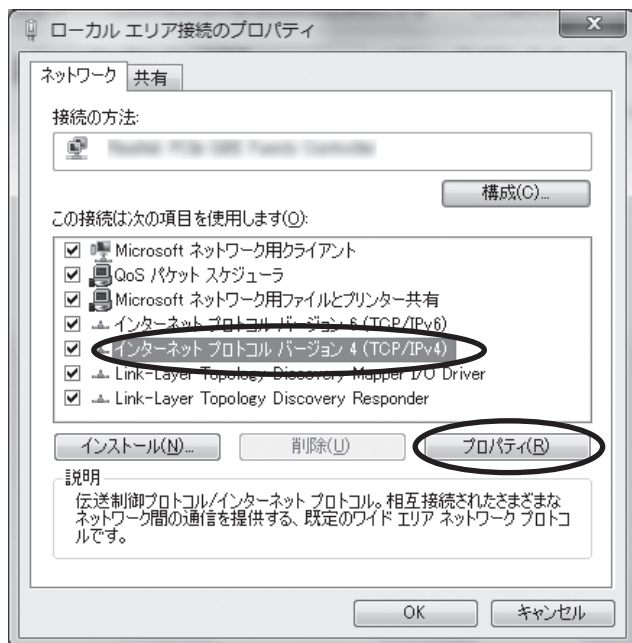 ローカル エリア接続のプロパティ
ネットワーク 共有
接続の方法:
構成(C)...
この接続は次の項目を使用します(O):
Microsoft ネットワーク用クライアント
QoS パケット スケジューラ
Microsoft ネットワーク用ファイルとプリンター共有
インターネット プロトコル バージョン 6 (TCP/IPv6)
インターネット プロトコル バージョン 4 (TCP/IPv4)
Link-Layer Topology Discovery Mapper I/O Driver
Link-Layer Topology Discovery Responder
インストール(N)... 削除(U) プロパティ(R)
説明
伝送制御プロトコル/インターネット プロトコル。相互接続されたさまざまな
ネットワーク間の通信を提供する、既定のワイド エリア ネットワーク プロトコ
ルです。
OK キャンセル